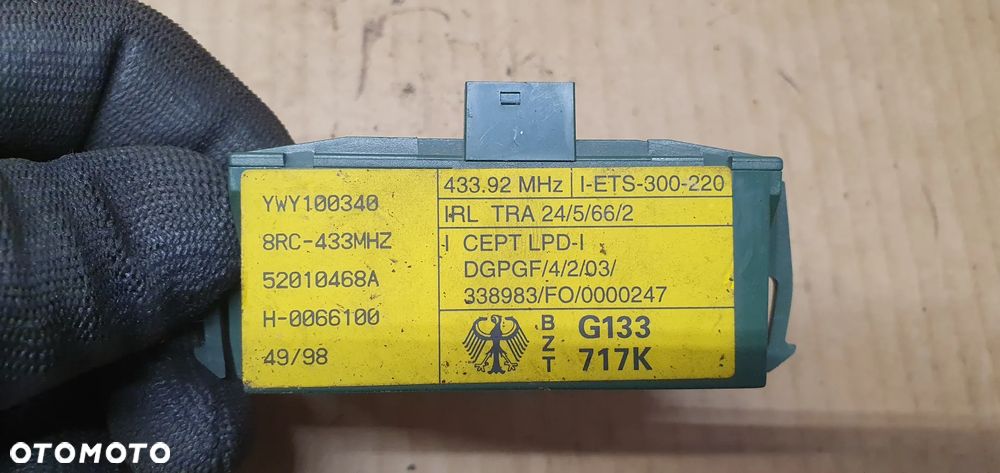 YWY100340
8RC-433MHZ
52010468A
H-0066100
49/98
433.92 MHz I-ETS-300-220
IRL TRA 24/5/66/2
I CEPT LPD-I
DGPGF/4/2/03/
338983/FO/0000247
BZT G133
717K
OTOMOTO